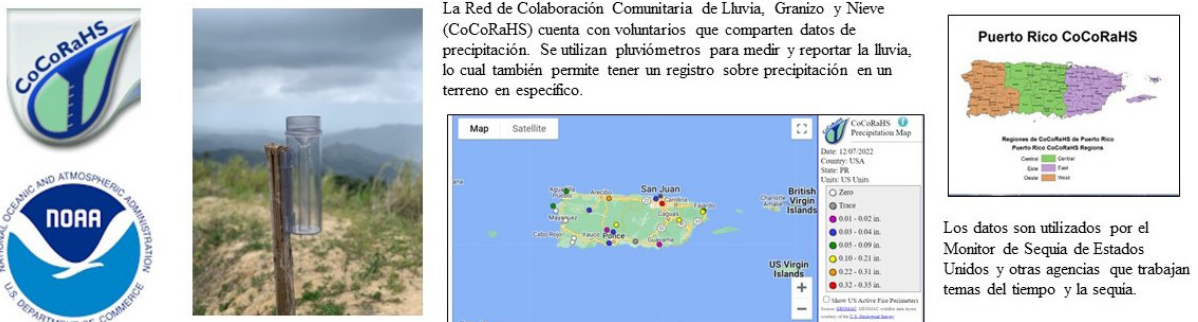 CoCoRaHS
NATIONAL OCEANIC AND ATMOSPHERIC ADMINISTRATION
NOAA
U.S. DEPARTMENT OF COMMERCE
La Red de Colaboración Comunitaria de Lluvia, Granizo y Nieve
(CoCoRaHS) cuenta con voluntarios que comparten datos de
precipitación. Se utilizan pluviómetros para medir y reportar la lluvia,
lo cual también permite tener un registro sobre precipitación en un
terreno en específico.
Map Satellite
San Juan
Arecibo
Carolina
Fajardo
Mayagüez
Caguas
Cabo Rojo
Yauco
Ponce
Guayama
British
Virgin
Islands
US Virgin
Islands
CoCoRaHS
Precipitation Map
Date: 12/07/2022
Country: USA
State: PR
Units: US Units
Zero
Trace
0.01 - 0.02 in.
0.03 - 0.04 in.
0.05 - 0.09 in.
0.10 - 0.21 in.
0.22 - 0.31 in.
0.32 - 0.35 in.
Show US Active Fire Perimeters
Puerto Rico CoCoRaHS
Regiones de CoCoRaHS de Puerto Rico
Puerto Rico CoCoRaHS Regions
Central Central
Este East
Oeste West
Los datos son utilizados por el
Monitor de Sequia de Estados
Unidos y otras agencias que trabajan
temas del tiempo y la sequía.